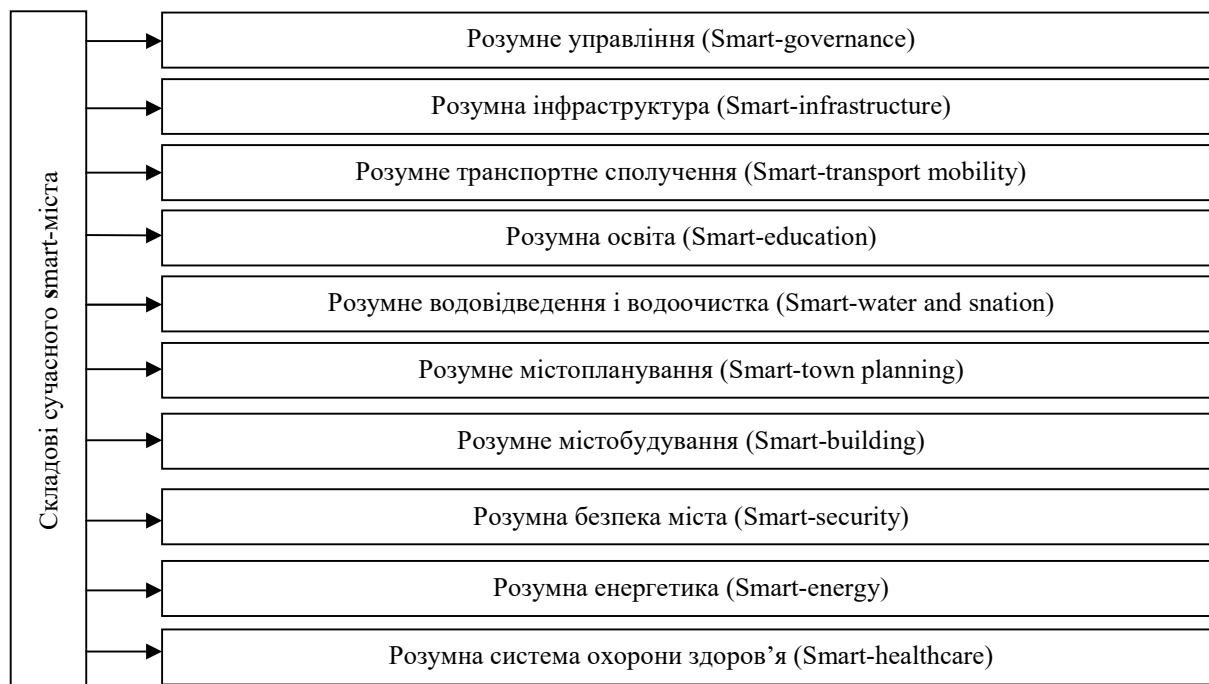 Складові сучасного smart-міста
Розумне управління (Smart-governance)
Розумна інфраструктура (Smart-infrastructure)
Розумне транспортне сполучення (Smart-transport mobility)
Розумна освіта (Smart-education)
Розумне водовідведення і водоочистка (Smart-water and snation)
Розумне містопланування (Smart-town planning)
Розумне містобудування (Smart-building)
Розумна безпека міста (Smart-security)
Розумна енергетика (Smart-energy)
Розумна система охорони здоров’я (Smart-healthcare)